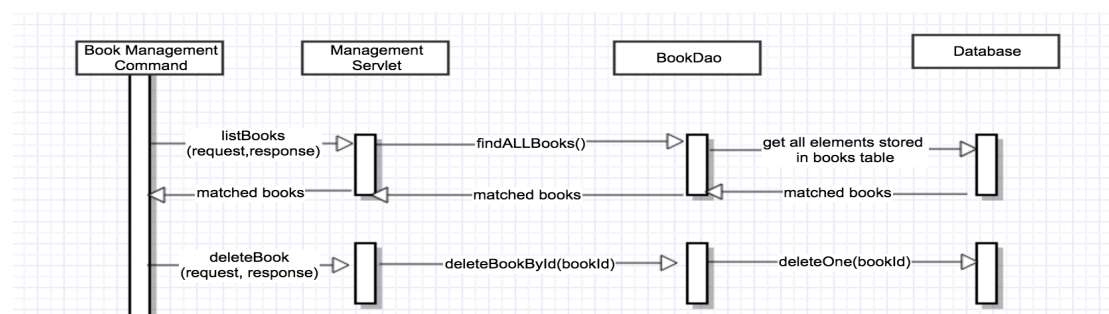 Book Management
Command
Management
Servlet
BookDao
Database
listBooks
(request,response)
findALLBooks()
get all elements stored
in books table
matched books
matched books
matched books
deleteBook
(request, response)
deleteBookById(bookId)
deleteOne(bookId)